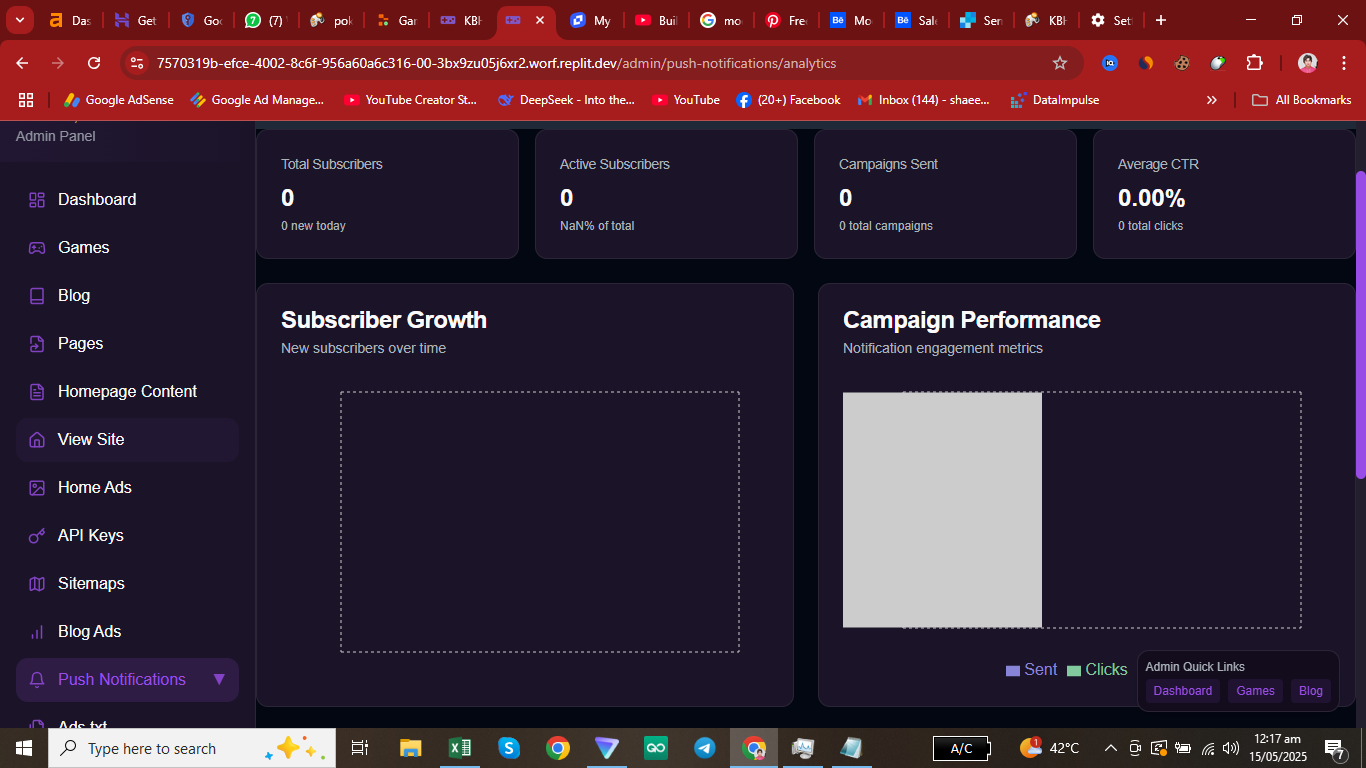 Das
Get
Goo
(7)
pok
Gar
KBH
My
Buil
mo
Free
Bē Mo
Bē Sale
Sen
KBH
Set
7570319b-efce-4002-8c6f-956a60a6c316-00-3bx9zu05j6xr2.worf.replit.dev/admin/push-notifications/analytics
Google AdSense
Google Ad Manage...
YouTube Creator St...
DeepSeek - Into the...
YouTube
(20+) Facebook
Inbox (144) - shaee...
DataImpulse
All Bookmarks
Admin Panel
Dashboard
Games
Blog
Pages
Homepage Content
View Site
Home Ads
API Keys
Sitemaps
Blog Ads
Push Notifications ▼
Ads.txt
Total Subscribers
0
0 new today
Active Subscribers
0
NaN% of total
Campaigns Sent
0
0 total campaigns
Average CTR
0.00%
0 total clicks
Subscriber Growth
New subscribers over time
Campaign Performance
Notification engagement metrics
Sent Clicks
Admin Quick Links
Dashboard Games Blog
Type here to search
A/C
1
42°C
12:17 am
15/05/2025
7